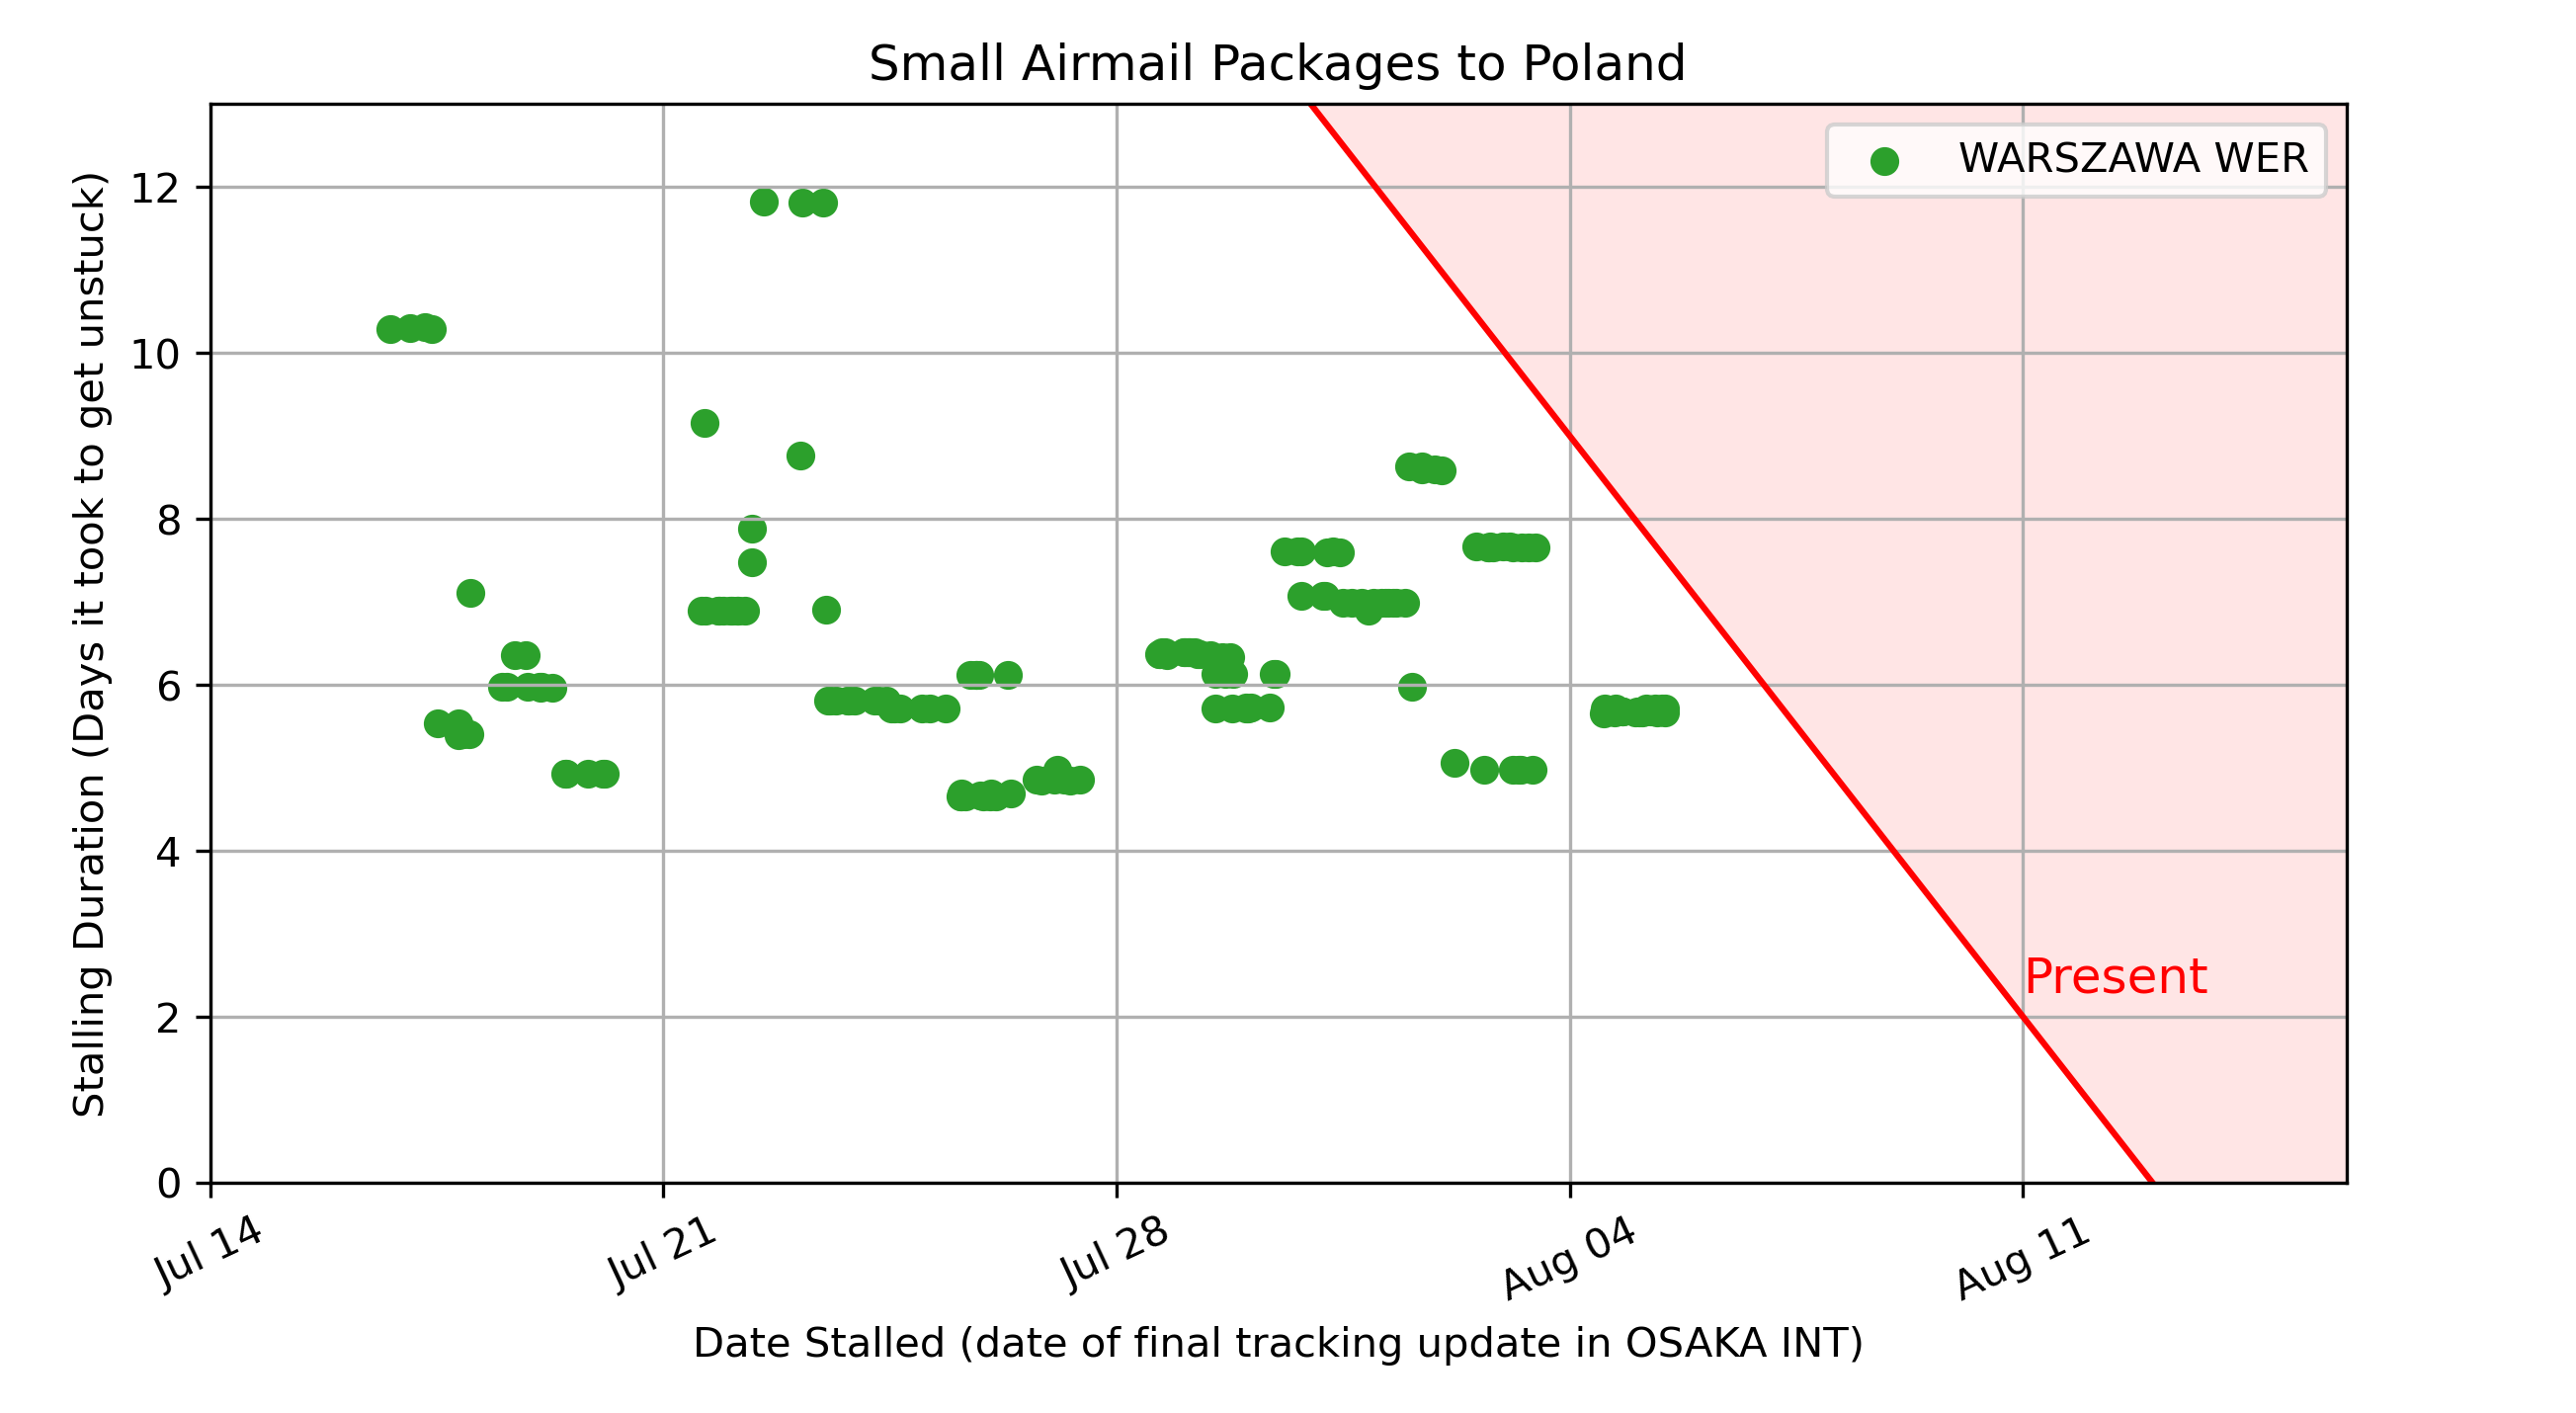 Small Airmail Packages to Poland
Stalling Duration (Days it took to get unstuck)
12
10
8
6
4
2
0
WARSZAWA WER
Present
Jul 14
Jul 21
Jul 28
Aug 04
Aug 11
Date Stalled (date of final tracking update in OSAKA INT)